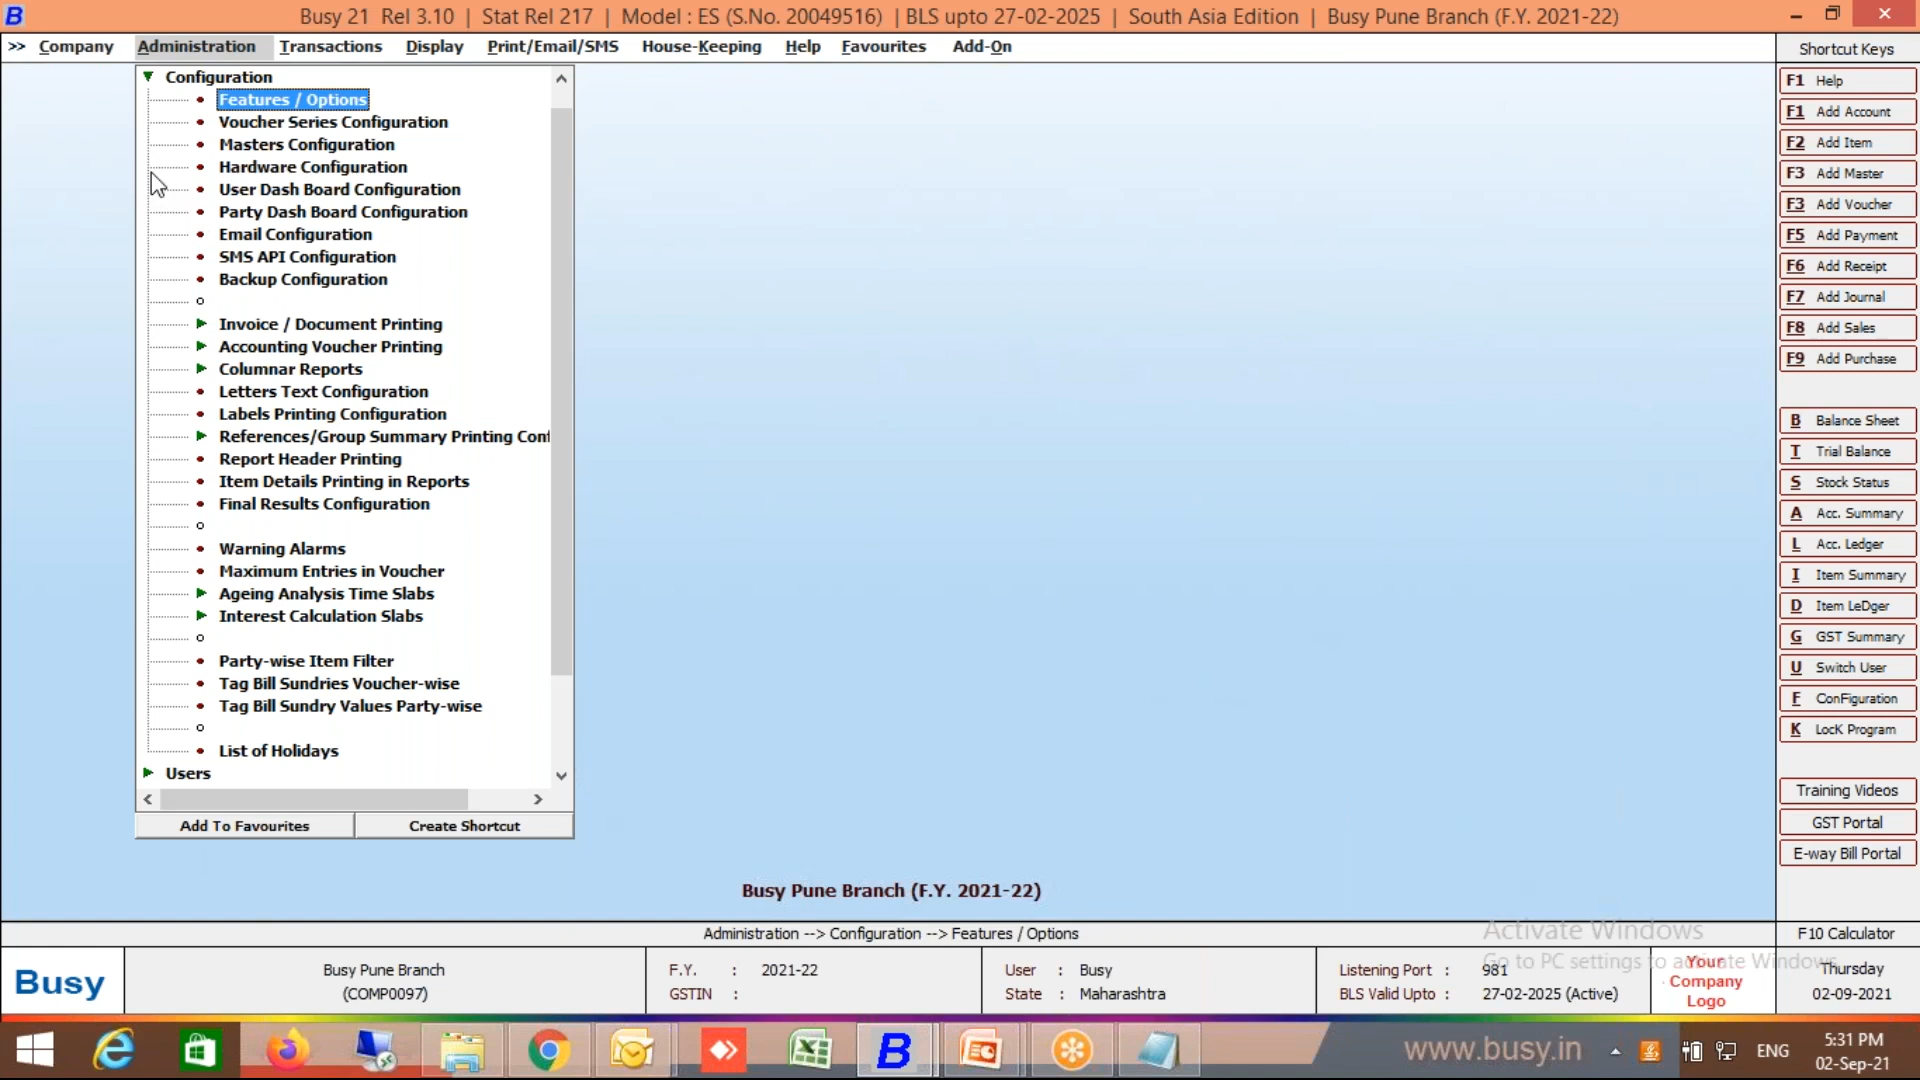 Busy 21 Rel 3.10 | Stat Rel 217 | Model : ES (S.No. 20049516) | BLS upto 27-02-2025 | South Asia Edition | Busy Pune Branch (F.Y. 2021-22)
>> Company Administration Transactions Display Print/Email/SMS House-Keeping Help Favourites Add-On
Shortcut Keys
Configuration
Features / Options
Voucher Series Configuration
Masters Configuration
Hardware Configuration
User Dash Board Configuration
Party Dash Board Configuration
Email Configuration
SMS API Configuration
Backup Configuration
Invoice / Document Printing
Accounting Voucher Printing
Columnar Reports
Letters Text Configuration
Labels Printing Configuration
References/Group Summary Printing Conf
Report Header Printing
Item Details Printing in Reports
Final Results Configuration
Warning Alarms
Maximum Entries in Voucher
Ageing Analysis Time Slabs
Interest Calculation Slabs
Party-wise Item Filter
Tag Bill Sundries Voucher-wise
Tag Bill Sundry Values Party-wise
List of Holidays
Users
Add To Favourites Create Shortcut
F1 Help
F1 Add Account
F2 Add Item
F3 Add Master
F3 Add Voucher
F5 Add Payment
F6 Add Receipt
F7 Add Journal
F8 Add Sales
F9 Add Purchase
B Balance Sheet
T Trial Balance
S Stock Status
A Acc. Summary
L Acc. Ledger
I Item Summary
D Item LeDger
G GST Summary
U Switch User
F ConFiguration
K LocK Program
Training Videos
GST Portal
E-way Bill Portal
Busy Pune Branch (F.Y. 2021-22)
Activate Windows
Go to PC settings to activate Windows.
Administration --> Configuration --> Features / Options
F10 Calculator
Busy
Busy Pune Branch
(COMP0097)
F.Y. : 2021-22
GSTIN :
User : Busy
State : Maharashtra
Listening Port : 981
BLS Valid Upto : 27-02-2025 (Active)
Your
Company
Logo
Thursday
02-09-2021
www.busy.in
ENG
5:31 PM
02-Sep-21